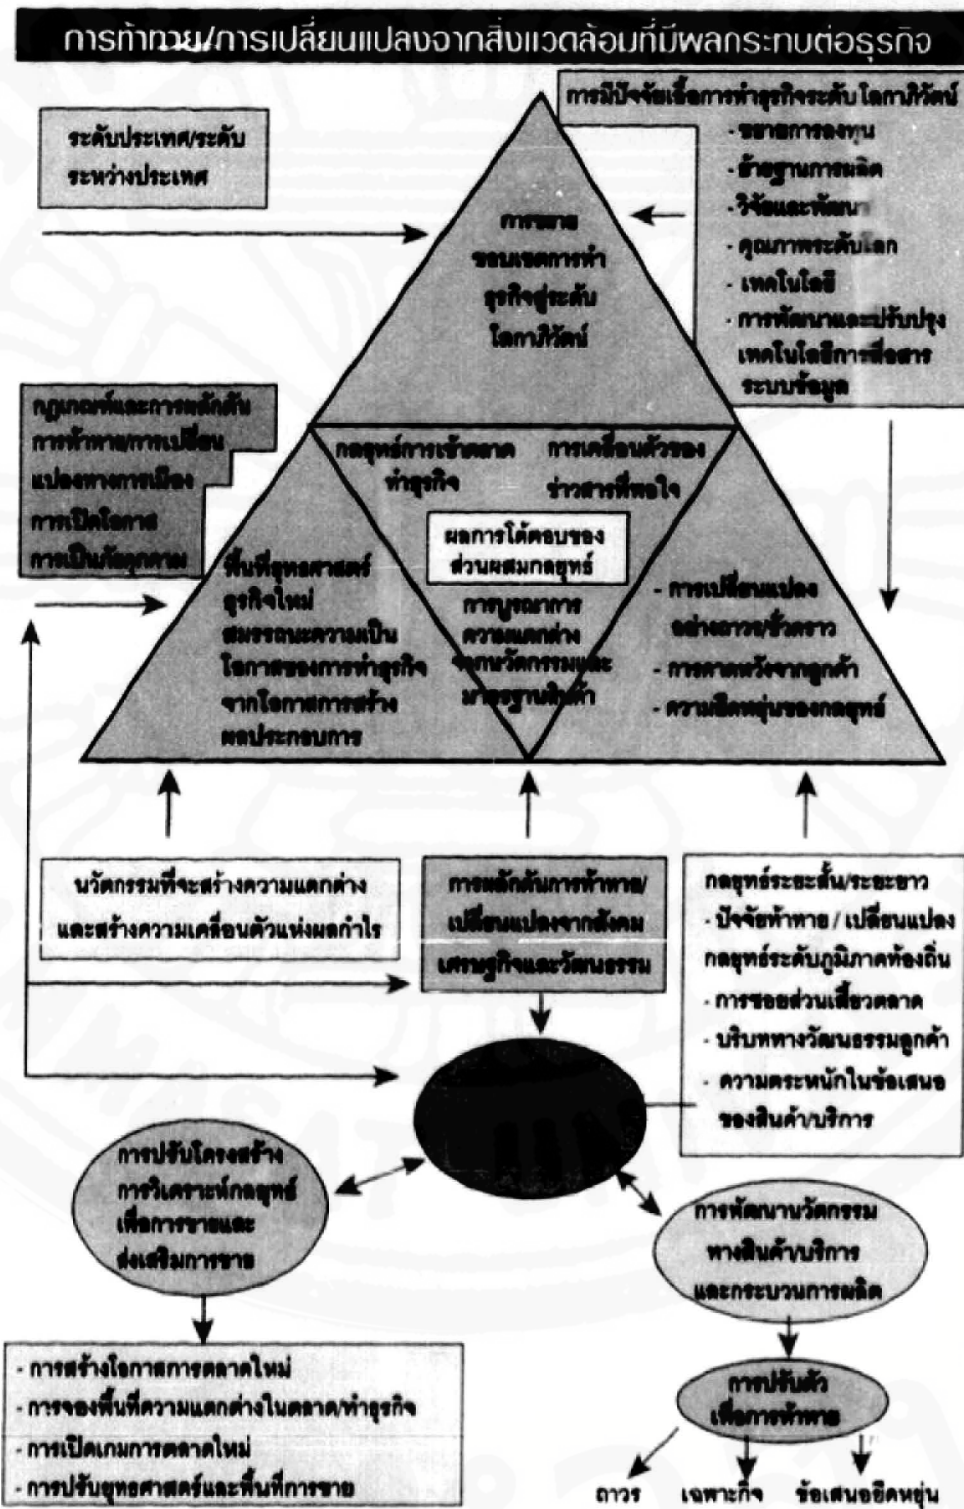 การท้าทาย/การเปลี่ยนแปลงจากสิ่งแวดล้อมที่มีผลกระทบต่อธุรกิจ
ระดับประเทศ/ระดับ
ระหว่างประเทศ
การมีปัจจัยเอื้อการทำธุรกิจระดับโลกาภิวัตน์
- ขยายการลงทุน
- ย้ายฐานการผลิต
- วิจัยและพัฒนา
- คุณภาพระดับโลก
- เทคโนโลยี
- การพัฒนาและปรับปรุง
เทคโนโลยีการสื่อสาร
ระบบข้อมูล
การขยาย
ขอบเขตการทำ
ธุรกิจสู่ระดับ
โลกาภิวัตน์
กฎเกณฑ์และการผลักดัน
การท้าทาย/การเปลี่ยน
แปลงทางการเมือง
การเปิดโอกาส
การเป็นภัยคุกคาม
กลยุทธ์การเข้าตลาด
ทำธุรกิจ
การเคลื่อนตัวของ
ข่าวสารที่พอใจ
ผลการโต้ตอบของ
ส่วนผสมกลยุทธ์
การบูรณาการ
ความแตกต่าง
จากนวัตกรรมและ
มาตรฐานสินค้า
พื้นที่ยุทธศาสตร์
ธุรกิจใหม่
สมรรถนะความเป็น
โอกาสของการทำธุรกิจ
จากโอกาสการสร้าง
ผลประกอบการ
- การเปลี่ยนแปลง
อย่างถาวร/ชั่วคราว
- การคาดหวังจากลูกค้า
- ความยืดหยุ่นของกลยุทธ์
นวัตกรรมที่จะสร้างความแตกต่าง
และสร้างความเคลื่อนตัวแห่งผลกำไร
การผลักดันการท้าทาย/
เปลี่ยนแปลงจากสังคม
เศรษฐกิจและวัฒนธรรม
กลยุทธ์ระยะสั้น/ระยะยาว
- ปัจจัยท้าทาย / เปลี่ยนแปลง
กลยุทธ์ระดับภูมิภาคท้องถิ่น
- การซอยส่วนเสี้ยวตลาด
- บริบททางวัฒนธรรมลูกค้า
- ความตระหนักในข้อเสนอ
ของสินค้า/บริการ
การปรับโครงสร้าง
การวิเคราะห์กลยุทธ์
เพื่อการขายและ
ส่งเสริมการขาย
การพัฒนานวัตกรรม
ทางสินค้า/บริการ
และกระบวนการผลิต
- การสร้างโอกาสการตลาดใหม่
- การจองพื้นที่ความแตกต่างในตลาด/ทำธุรกิจ
- การเปิดเกมการตลาดใหม่
- การปรับยุทธศาสตร์และพื้นที่การขาย
การปรับตัว
เพื่อการท้าทาย
ถาวร เฉพาะกิจ ข้อเสนอยืดหยุ่น